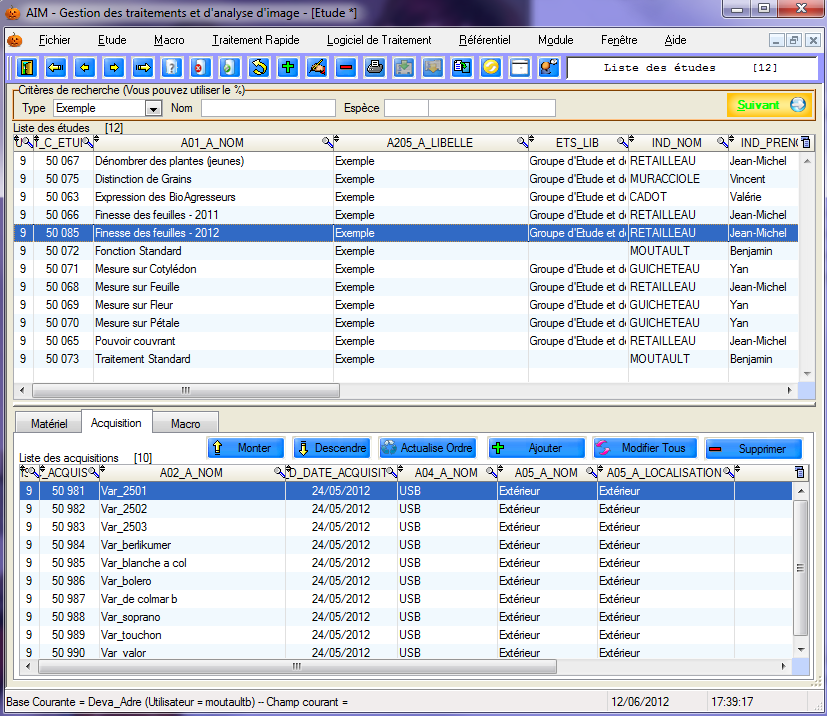 AIM - Gestion des traitements et d'analyse d'image - [Etude *]
Fichier Etude Macro Traitement Rapide Logiciel de Traitement Référentiel Module Fenêtre Aide
Liste des études [12]
Critères de recherche (Vous pouvez utiliser le %)
Type Exemple Nom Espèce Suivant
Liste des études [12]
A01_A_NOM A205_A_LIBELLE ETS_LIB IND_NOM IND_PREN
9 50 067 Dénombrer des plantes (jeunes) Exemple Groupe d'Etude et d RETAILLEAU Jean-Michel
9 50 075 Distinction de Grains Exemple Groupe d'Etude et d MURACCIOLE Vincent
9 50 063 Expression des BioAgresseurs Exemple Groupe d'Etude et d CADOT Valérie
9 50 066 Finesse des feuilles - 2011 Exemple Groupe d'Etude et d RETAILLEAU Jean-Michel
9 50 085 Finesse des feuilles - 2012 Exemple Groupe d'Etude et d RETAILLEAU Jean-Michel
9 50 072 Fonction Standard Exemple MOUTAULT Benjamin
9 50 071 Mesure sur Cotylédon Exemple Groupe d'Etude et d GUICHETEAU Yan
9 50 068 Mesure sur Feuille Exemple Groupe d'Etude et d RETAILLEAU Jean-Michel
9 50 069 Mesure sur Fleur Exemple Groupe d'Etude et d GUICHETEAU Yan
9 50 070 Mesure sur Pétale Exemple Groupe d'Etude et d GUICHETEAU Yan
9 50 065 Pouvoir couvrant Exemple Groupe d'Etude et d RETAILLEAU Jean-Michel
9 50 073 Traitement Standard Exemple MOUTAULT Benjamin
Matériel Acquisition Macro
Monter Descendre Actualise Ordre Ajouter Modifier Tous Supprimer
Liste des acquisitions [10]
_ACQUIS A02_A_NOM D_DATE_ACQUISIT A04_A_NOM A05_A_NOM A05_A_LOCALISATION
9 50 981 Var_2501 24/05/2012 USB Extérieur Extérieur
9 50 982 Var_2502 24/05/2012 USB Extérieur Extérieur
9 50 983 Var_2503 24/05/2012 USB Extérieur Extérieur
9 50 984 Var_berlikumer 24/05/2012 USB Extérieur Extérieur
9 50 985 Var_blanche a col 24/05/2012 USB Extérieur Extérieur
9 50 986 Var_bolero 24/05/2012 USB Extérieur Extérieur
9 50 987 Var_de colmar b 24/05/2012 USB Extérieur Extérieur
9 50 988 Var_soprano 24/05/2012 USB Extérieur Extérieur
9 50 989 Var_touchon 24/05/2012 USB Extérieur Extérieur
9 50 990 Var_valor 24/05/2012 USB Extérieur Extérieur
Base Courante = Deva_Adre (Utilisateur = moutaultb) -- Champ courant = 12/06/2012 17:39:17